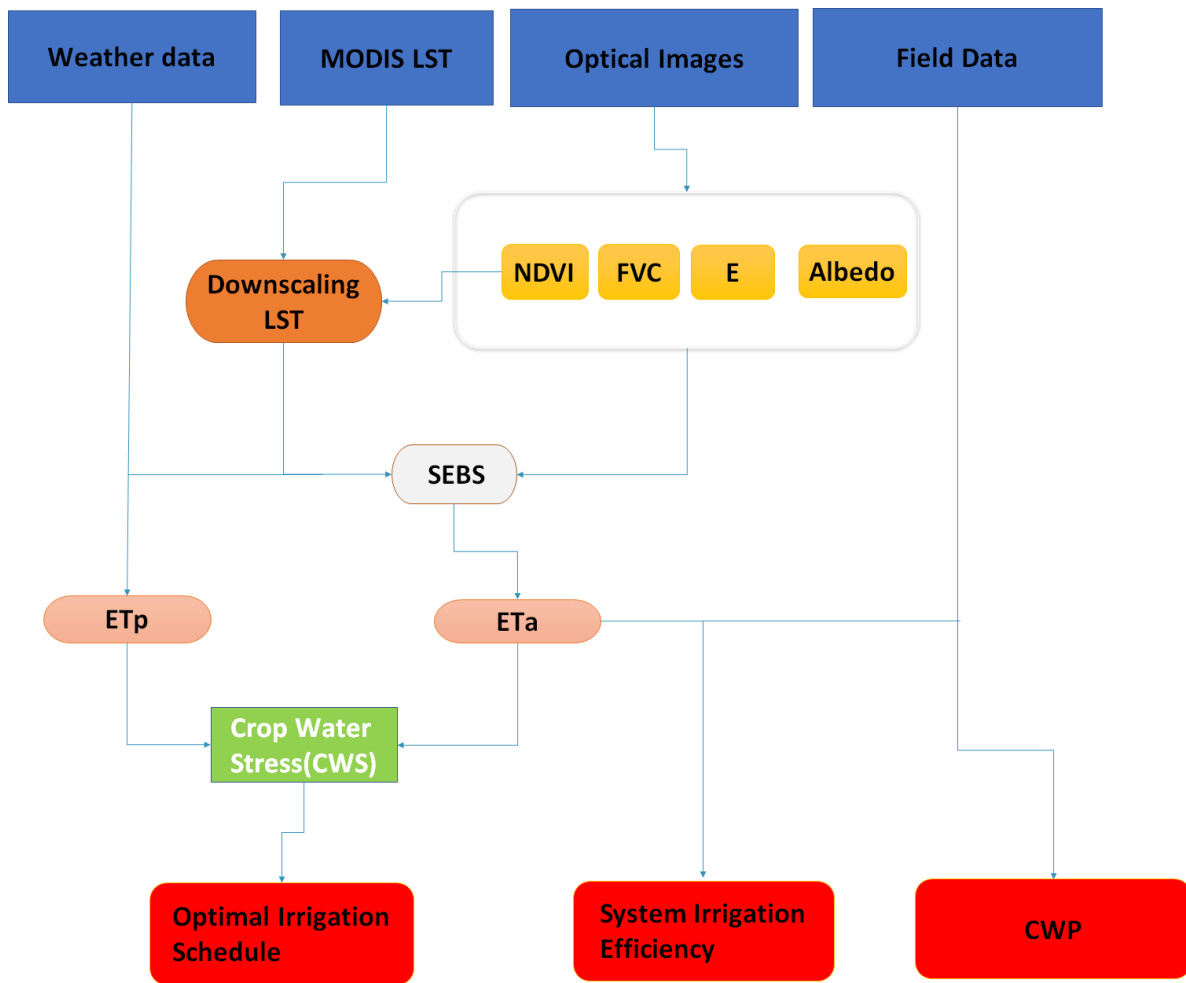 Weather data
MODIS LST
Optical Images
Field Data
NDVI
FVC
E
Albedo
Downscaling
LST
SEBS
ETp
ETa
Crop Water
Stress(CWS)
Optimal Irrigation
Schedule
System Irrigation
Efficiency
CWP